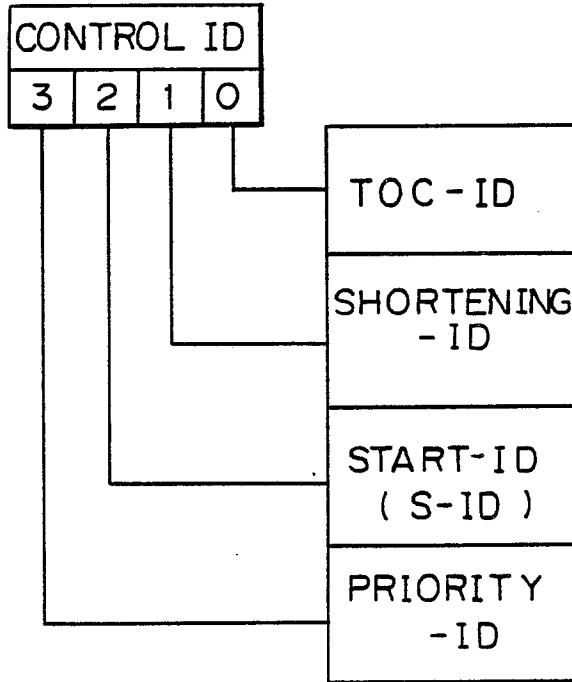 CONTROL ID
3 2 1 0
TOC-ID
SHORTENING
-ID
START-ID
(S-ID)
PRIORITY
-ID